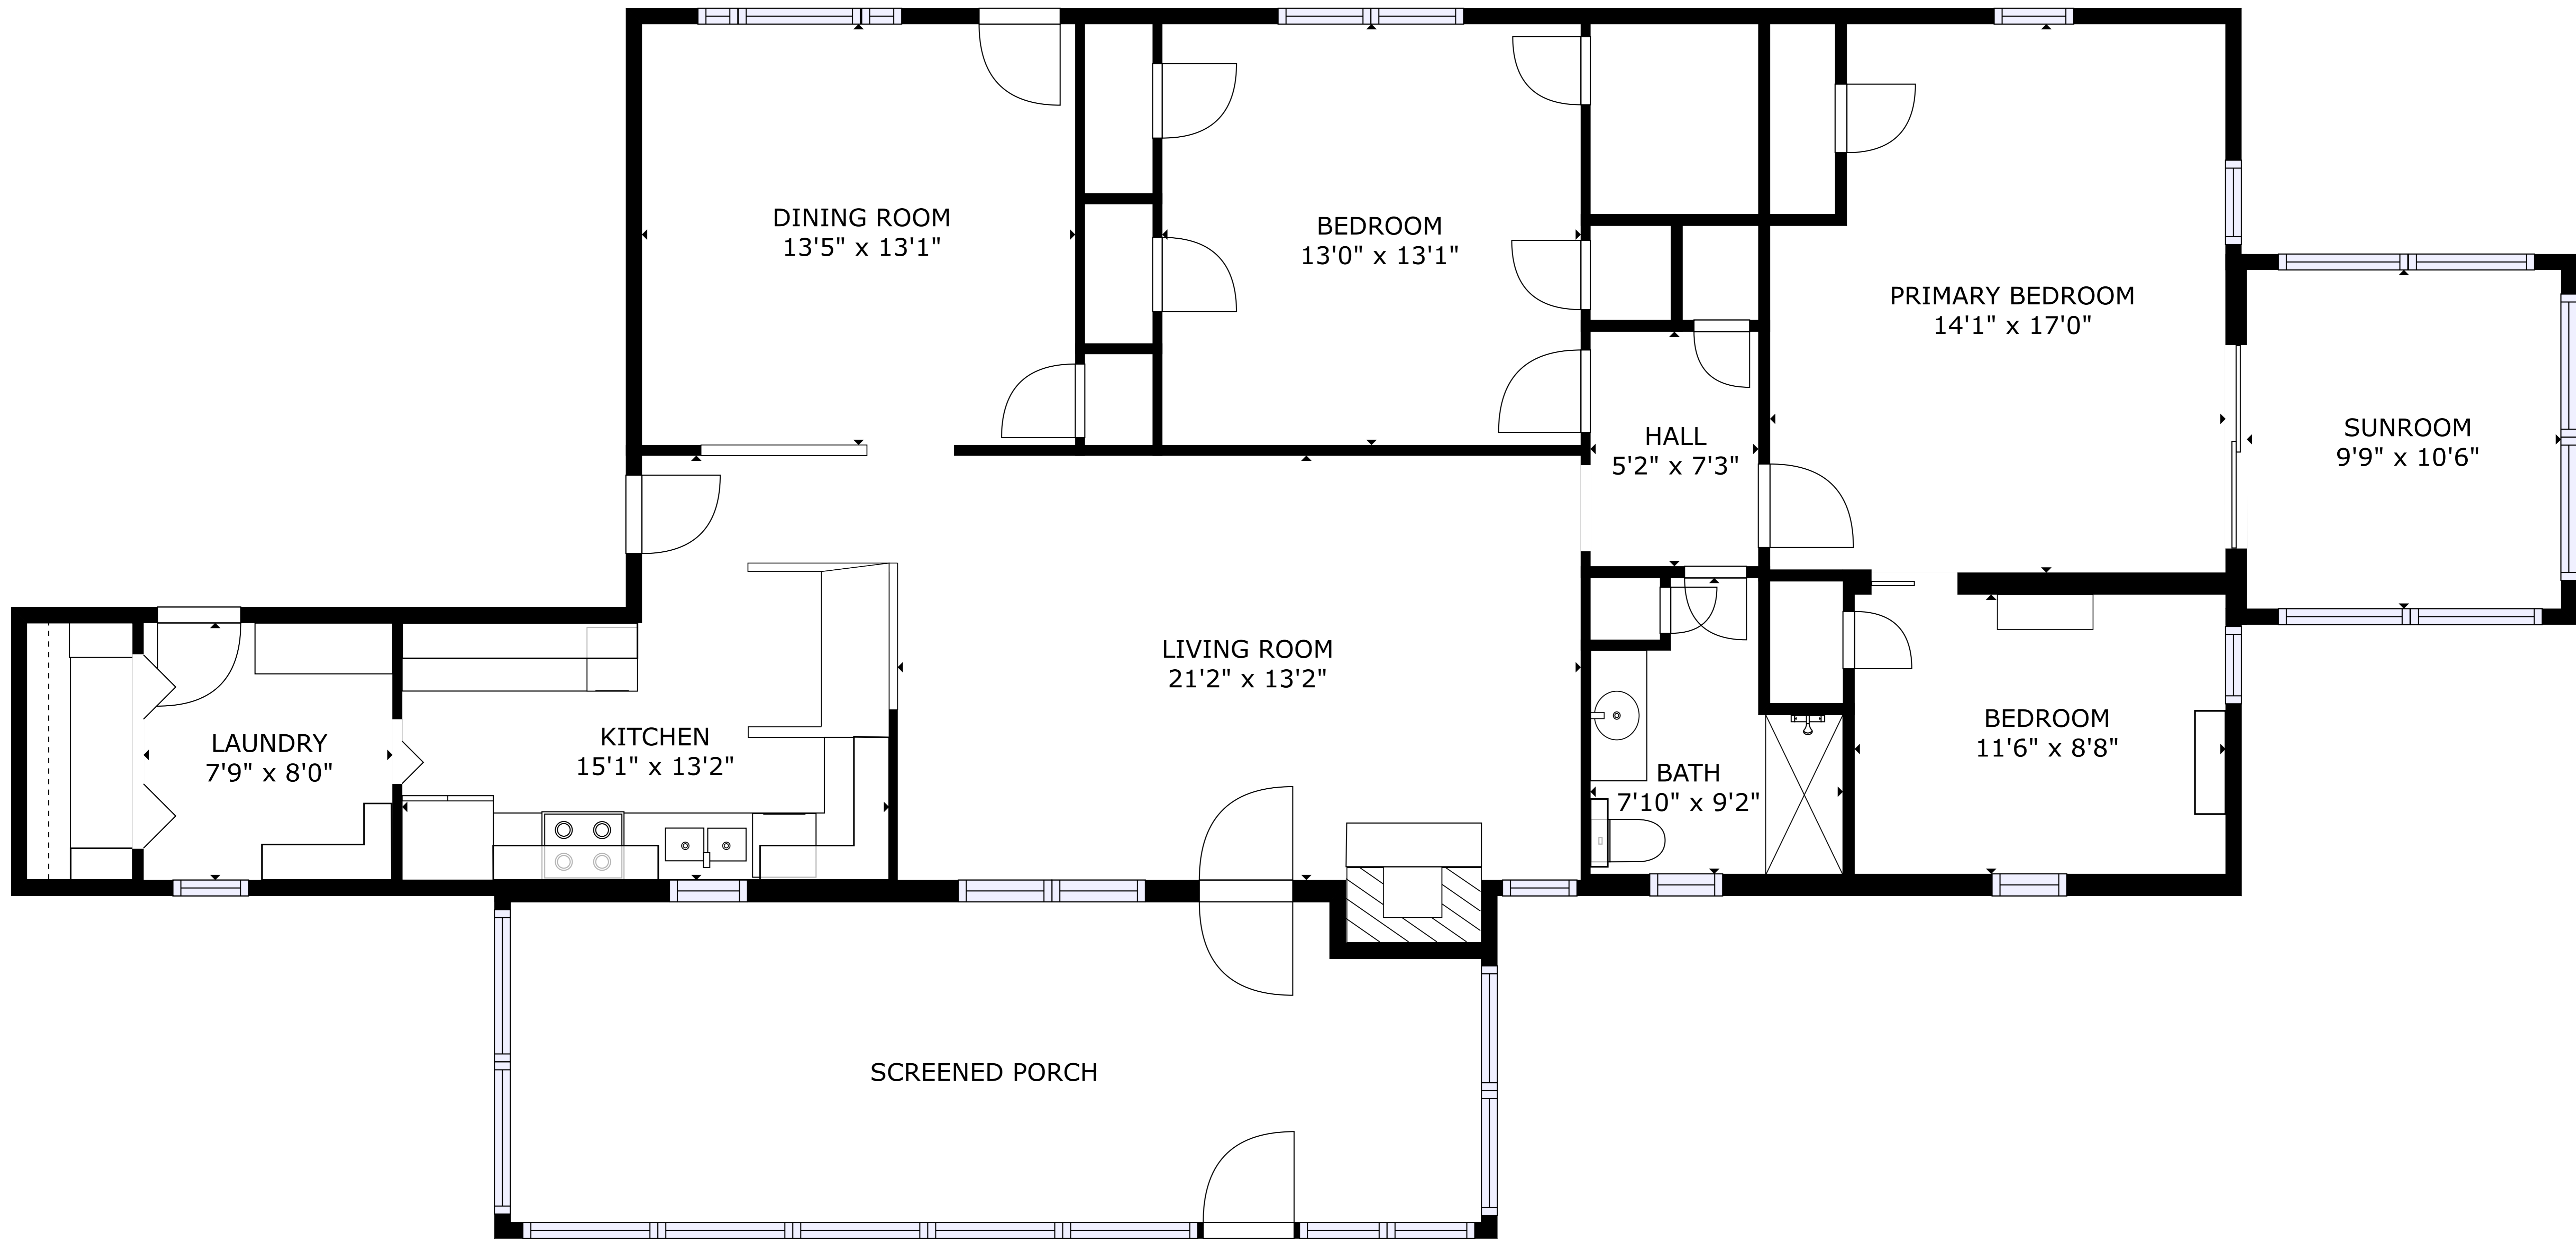 DINING ROOM
13'5" x 13'1"
BEDROOM
13'0" x 13'1"
PRIMARY BEDROOM
14'1" x 17'0"
HALL
5'2" x 7'3"
SUNROOM
9'9" x 10'6"
LIVING ROOM
21'2" x 13'2"
LAUNDRY
7'9" x 8'0"
KITCHEN
15'1" x 13'2"
BATH
7'10" x 9'2"
BEDROOM
11'6" x 8'8"
SCREENED PORCH